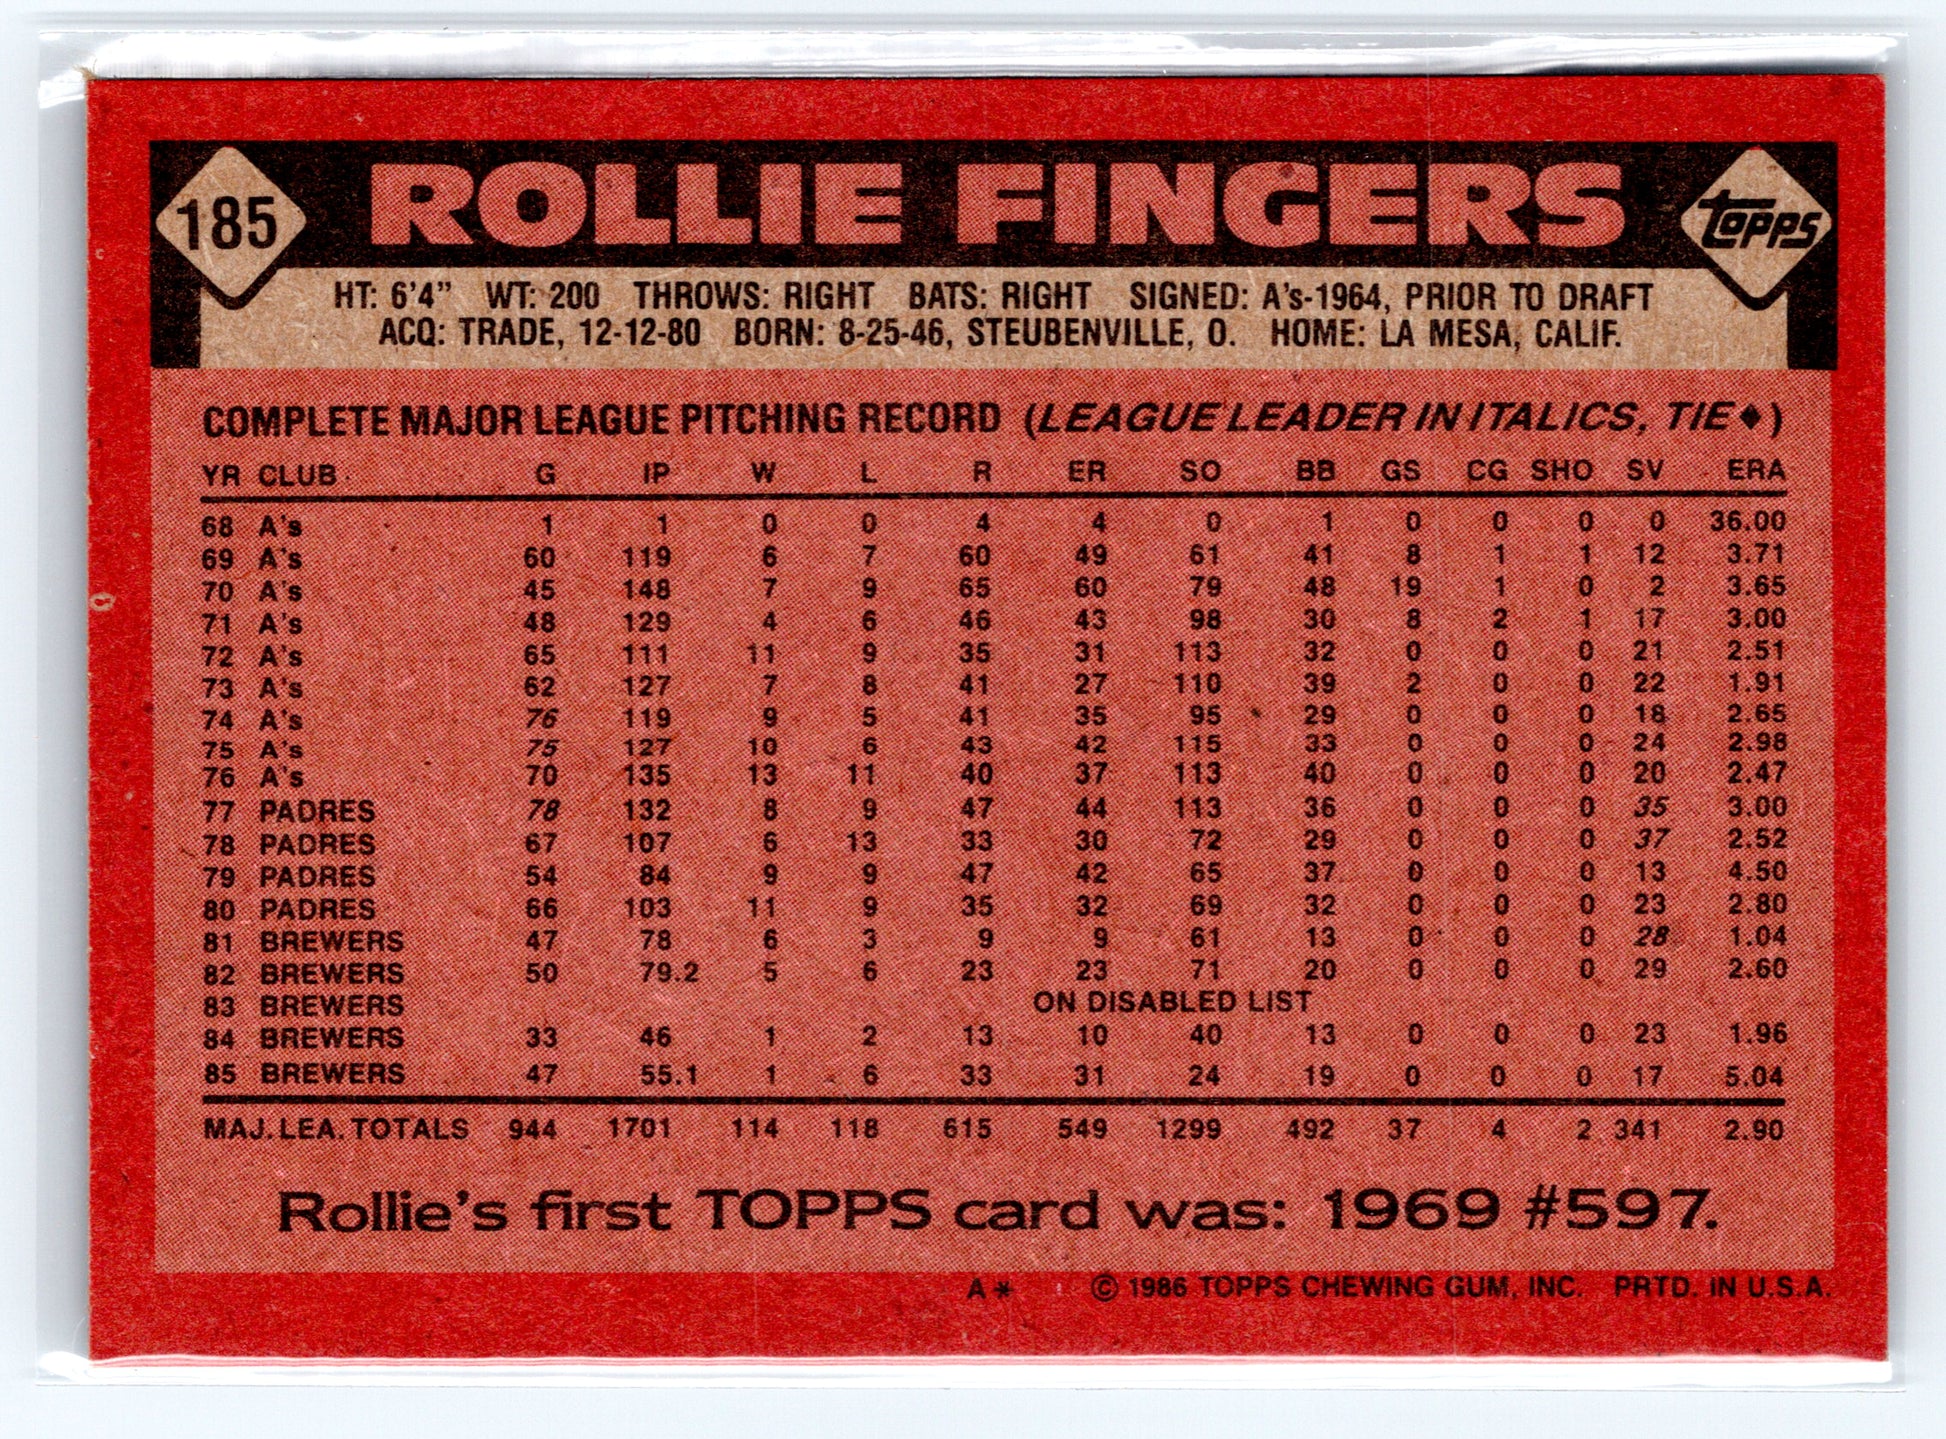 185 ROLLIE FINGERS TOPPS
HT: 6'4" WT: 200 THROWS: RIGHT BATS: RIGHT SIGNED: A's-1964, PRIOR TO DRAFT
ACQ: TRADE, 12-12-80 BORN: 8-25-46, STEUBENVILLE, O. HOME: LA MESA, CALIF.
COMPLETE MAJOR LEAGUE PITCHING RECORD (LEAGUE LEADER IN ITALICS, TIE♦)
YR CLUB G IP W L R ER SO BB GS CG SHO SV ERA
68 A's 1 1 0 0 4 4 0 1 0 0 0 0 36.00
69 A's 60 119 6 7 60 49 61 41 8 1 1 12 3.71
70 A's 45 148 7 9 65 60 79 48 19 1 0 2 3.65
71 A's 48 129 4 6 46 43 98 30 8 2 1 17 3.00
72 A's 65 111 11 9 35 31 113 32 0 0 0 21 2.51
73 A's 62 127 7 8 41 27 110 39 2 0 0 22 1.91
74 A's 76 119 9 5 41 35 95 29 0 0 0 18 2.65
75 A's 75 127 10 6 43 42 115 33 0 0 0 24 2.98
76 A's 70 135 13 11 40 37 113 40 0 0 0 20 2.47
77 PADRES 78 132 8 9 47 44 113 36 0 0 0 35 3.00
78 PADRES 67 107 6 13 33 30 72 29 0 0 0 37 2.52
79 PADRES 54 84 9 9 47 42 65 37 0 0 0 13 4.50
80 PADRES 66 103 11 9 35 32 69 32 0 0 0 23 2.80
81 BREWERS 47 78 6 3 9 9 61 13 0 0 0 28 1.04
82 BREWERS 50 79.2 5 6 23 23 71 20 0 0 0 29 2.60
83 BREWERS ON DISABLED LIST
84 BREWERS 33 46 1 2 13 10 40 13 0 0 0 23 1.96
85 BREWERS 47 55.1 1 6 33 31 24 19 0 0 0 17 5.04
MAJ. LEA. TOTALS 944 1701 114 118 615 549 1299 492 37 4 2 341 2.90
Rollie's first TOPPS card was: 1969 #597.
A* © 1986 TOPPS CHEWING GUM, INC. PRTD. IN U.S.A.